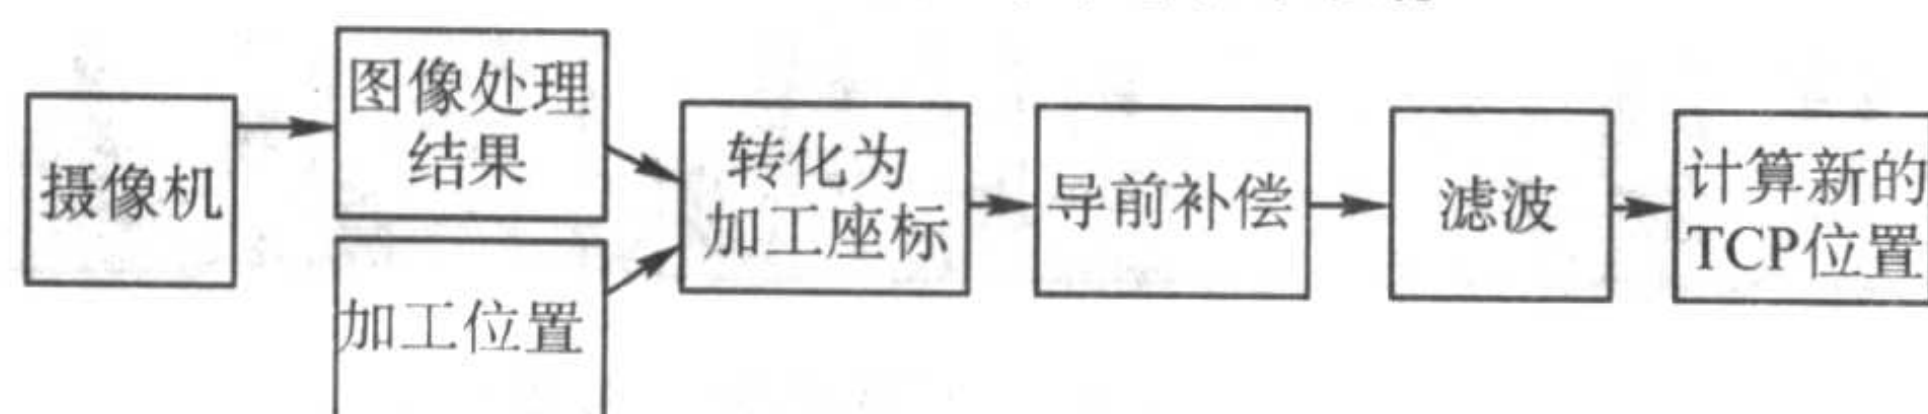 摄像机
图像处理
结果
加工位置
转化为
加工座标
导前补偿
滤波
计算新的
TCP位置